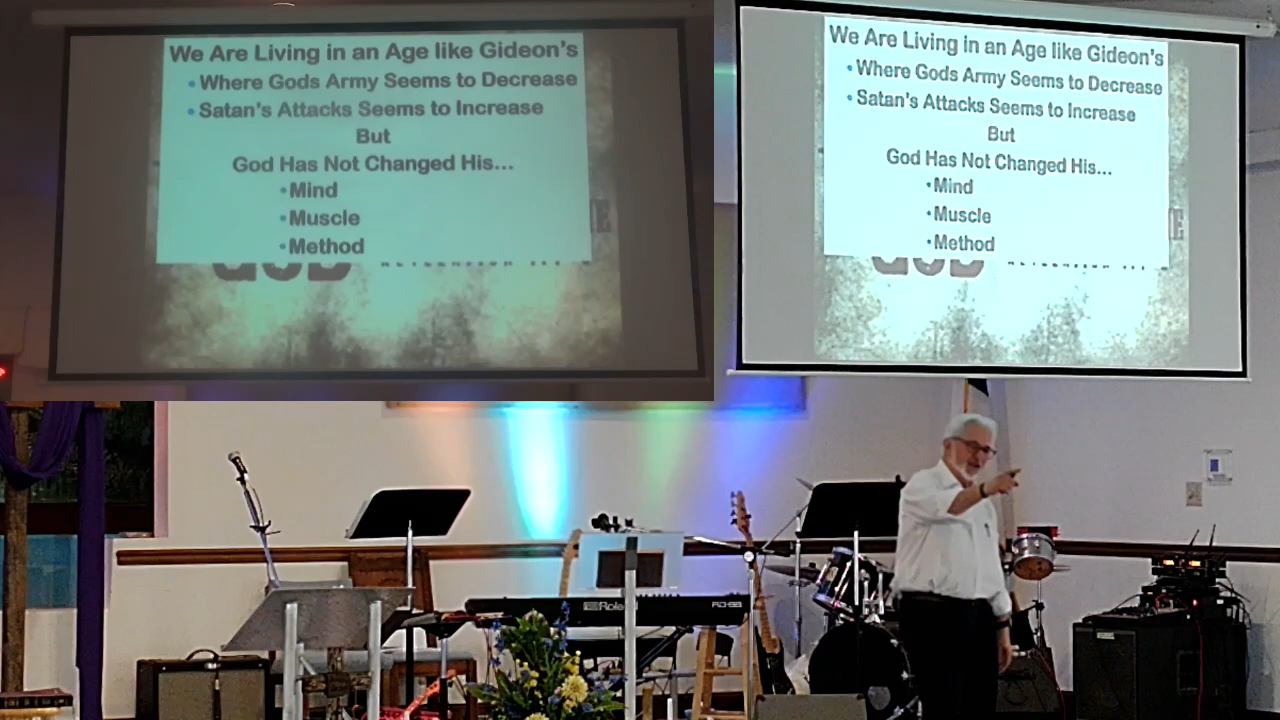 We Are Living in an Age like Gideon's
• Where Gods Army Seems to Decrease
• Satan's Attacks Seems to Increase
But
God Has Not Changed His...
• Mind
• Muscle
• Method
GOD
We Are Living in an Age like Gideon's
• Where Gods Army Seems to Decrease
• Satan's Attacks Seems to Increase
But
God Has Not Changed His...
• Mind
• Muscle
• Method
GOD
Roland